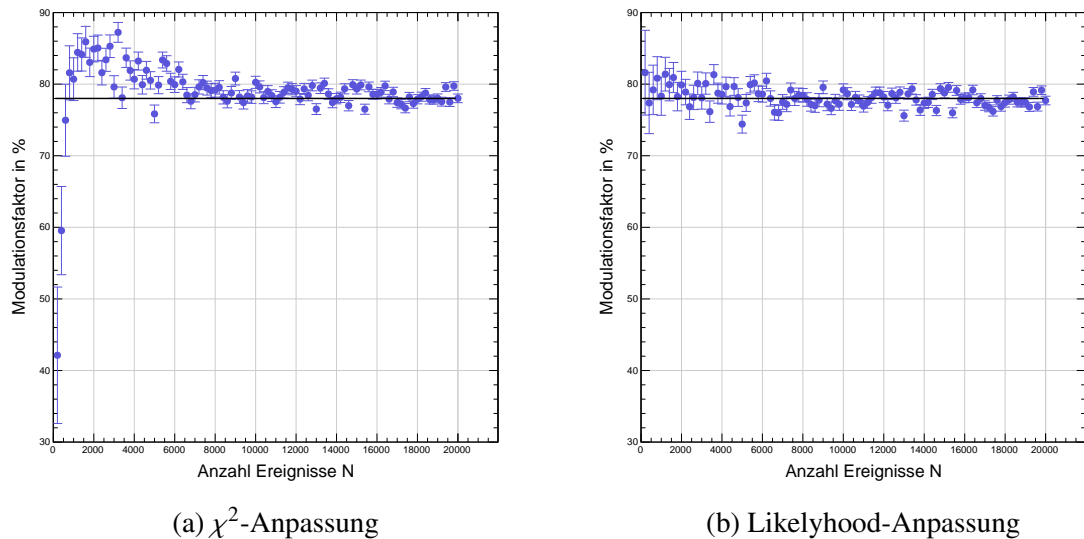 90
80
70
60
50
40
30
Modulationsfaktor in %
0 2000 4000 6000 8000 10000 12000 14000 16000 18000 20000
Anzahl Ereignisse N
(a) χ²-Anpassung
90
80
70
60
50
40
30
Modulationsfaktor in %
0 2000 4000 6000 8000 10000 12000 14000 16000 18000 20000
Anzahl Ereignisse N
(b) Likelyhood-Anpassung